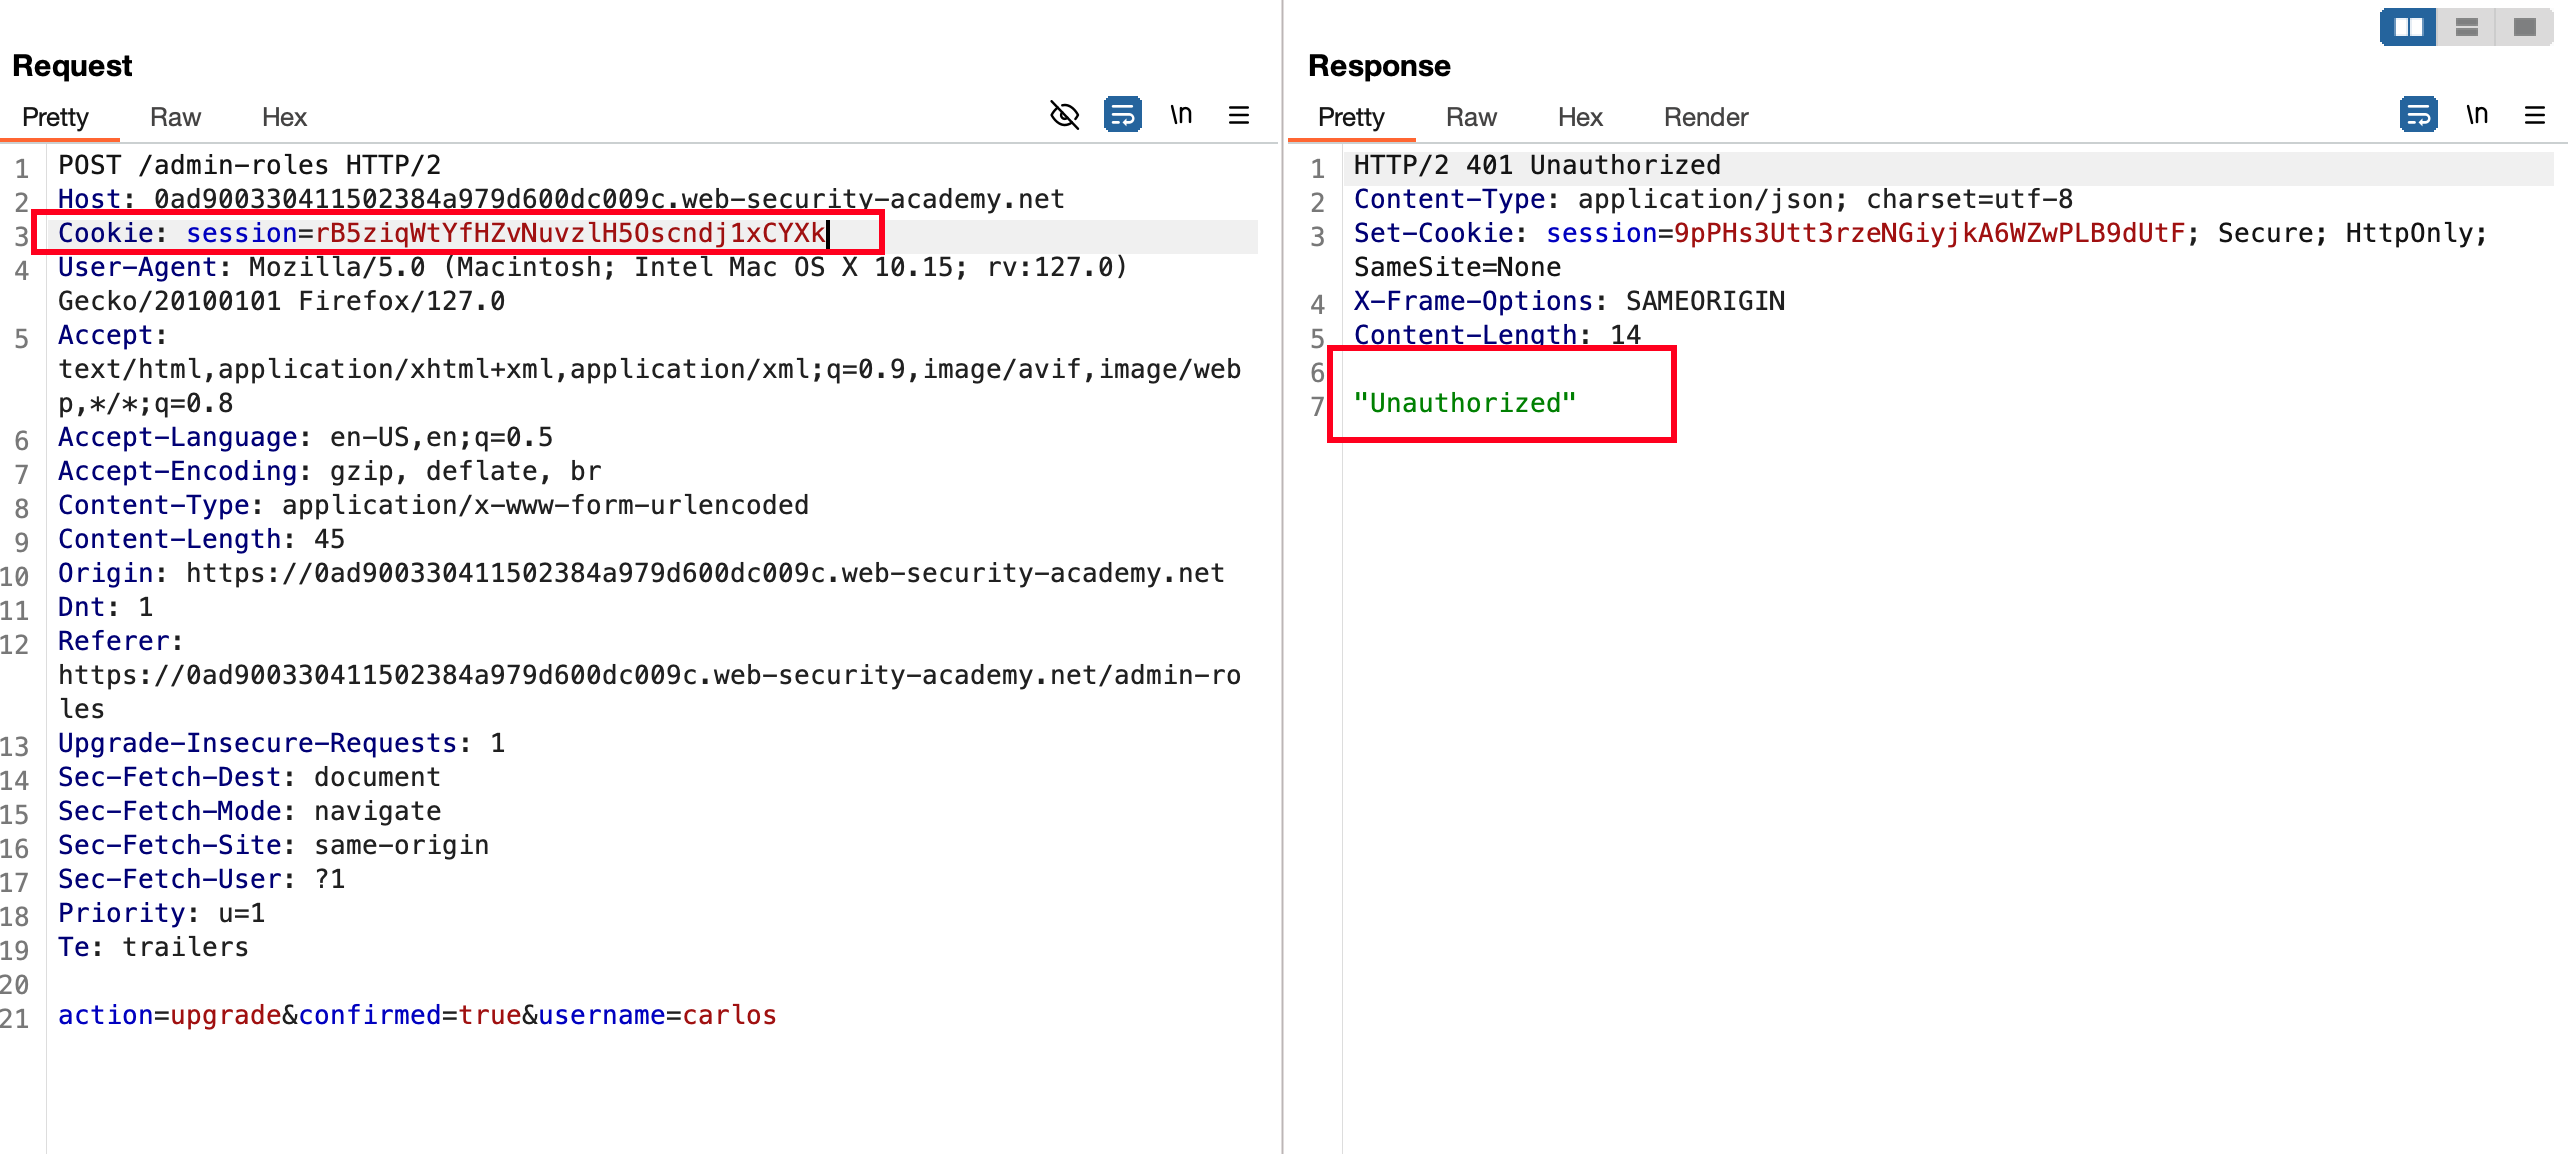 Request
Pretty Raw Hex
\n
1 POST /admin-roles HTTP/2
2 Host: 0ad900330411502384a979d600dc009c.web-security-academy.net
3 Cookie: session=rB5ziqWtYfHZvNuvzlH5Oscndj1xCYXk
4 User-Agent: Mozilla/5.0 (Macintosh; Intel Mac OS X 10.15; rv:127.0)
Gecko/20100101 Firefox/127.0
5 Accept:
text/html,application/xhtml+xml,application/xml;q=0.9,image/avif,image/web
p,*/*;q=0.8
6 Accept-Language: en-US,en;q=0.5
7 Accept-Encoding: gzip, deflate, br
8 Content-Type: application/x-www-form-urlencoded
9 Content-Length: 45
10 Origin: https://0ad900330411502384a979d600dc009c.web-security-academy.net
11 Dnt: 1
12 Referer:
https://0ad900330411502384a979d600dc009c.web-security-academy.net/admin-ro
les
13 Upgrade-Insecure-Requests: 1
14 Sec-Fetch-Dest: document
15 Sec-Fetch-Mode: navigate
16 Sec-Fetch-Site: same-origin
17 Sec-Fetch-User: ?1
18 Priority: u=1
19 Te: trailers
20
21 action=upgrade&confirmed=true&username=carlos
Response
Pretty Raw Hex Render
\n
1 HTTP/2 401 Unauthorized
2 Content-Type: application/json; charset=utf-8
3 Set-Cookie: session=9pPHs3Utt3rzeNGiyjkA6WZwPLB9dUtF; Secure; HttpOnly;
SameSite=None
4 X-Frame-Options: SAMEORIGIN
5 Content-Length: 14
6
7 "Unauthorized"